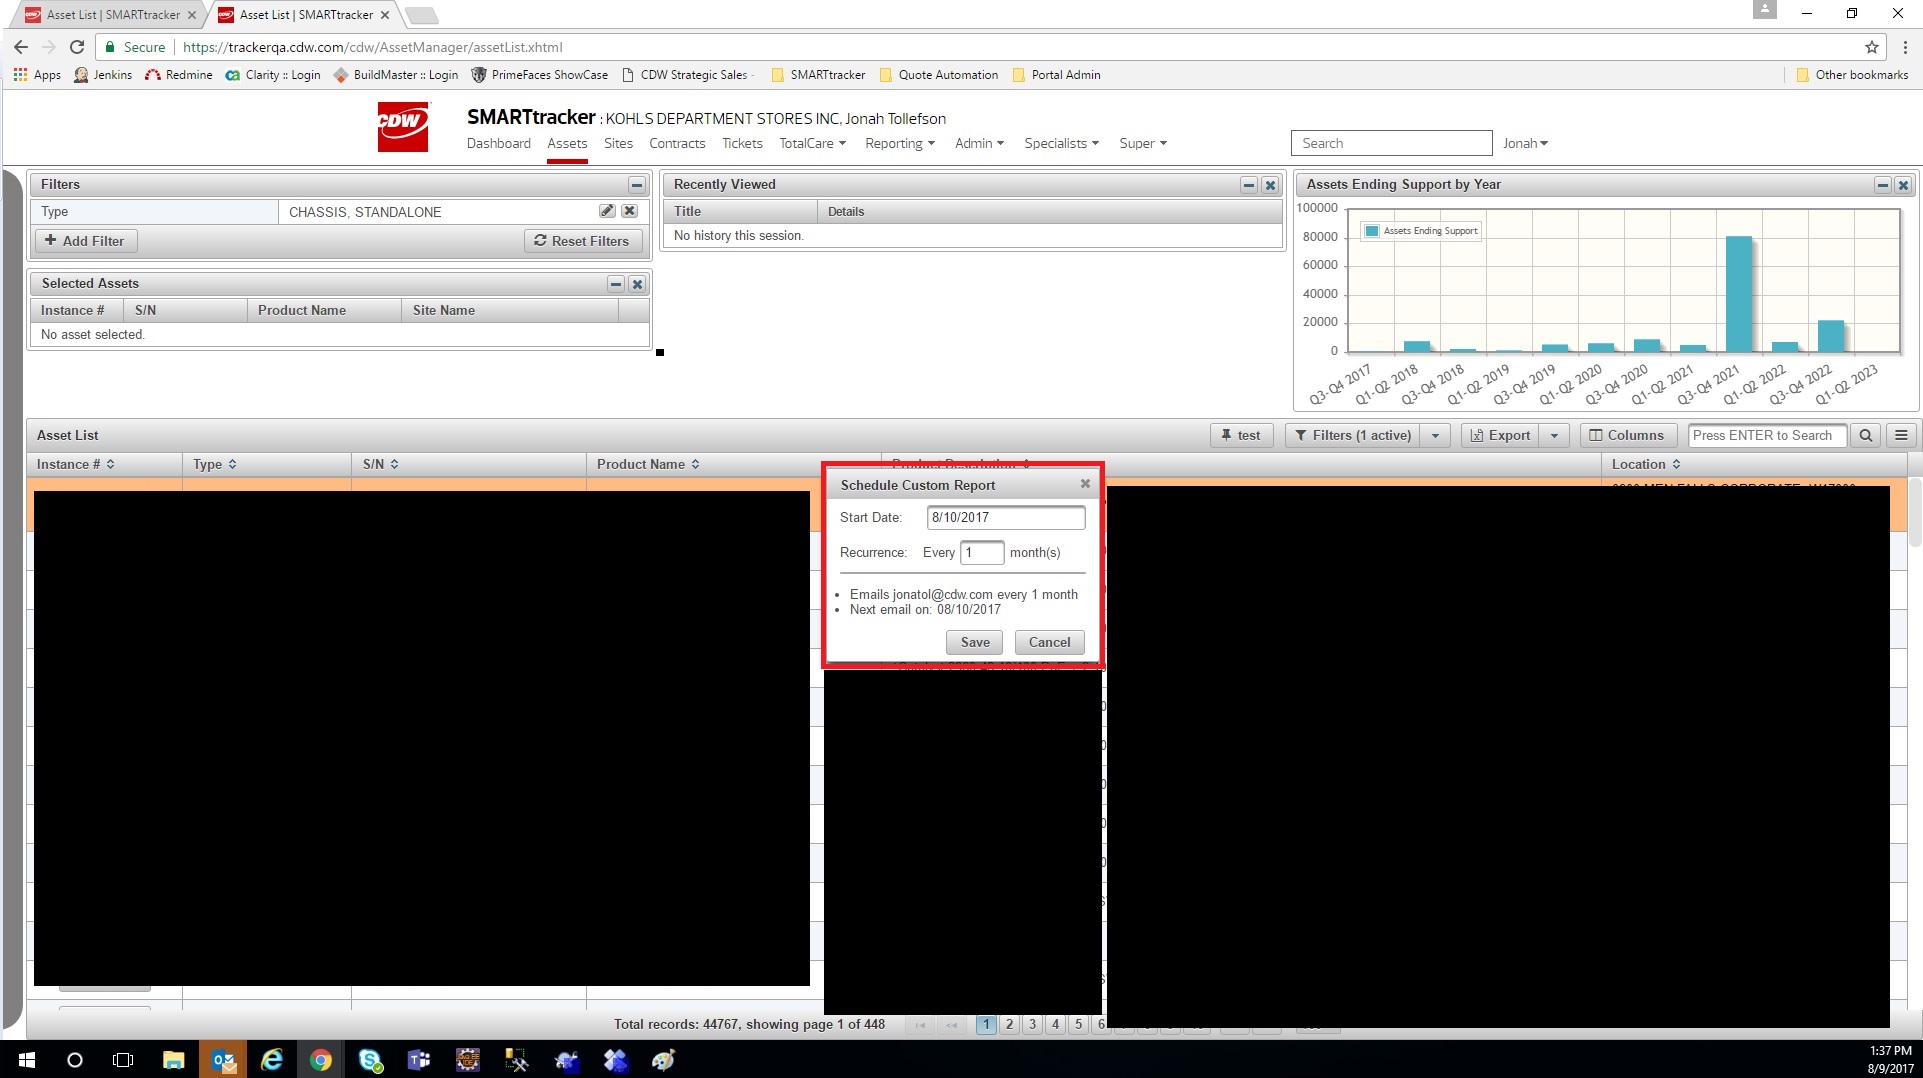 Asset List | SMARTtracker
Asset List | SMARTtracker
Secure https://trackerqa.cdw.com/cdw/AssetManager/assetList.xhtml
Apps Jenkins Redmine Clarity :: Login BuildMaster :: Login PrimeFaces ShowCase CDW Strategic Sales - SMARTtracker Quote Automation Portal Admin Other bookmarks
CDW
SMARTtracker : KOHLS DEPARTMENT STORES INC, Jonah Tollefson
Dashboard Assets Sites Contracts Tickets TotalCare Reporting Admin Specialists Super Search Jonah
Filters
Type CHASSIS, STANDALONE
Add Filter Reset Filters
Selected Assets
Instance # S/N Product Name Site Name
No asset selected.
Recently Viewed
Title Details
No history this session.
Assets Ending Support by Year
100000
80000
60000
40000
20000
0
Assets Ending Support
Q3-Q4 2017 Q1-Q2 2018 Q3-Q4 2018 Q1-Q2 2019 Q3-Q4 2019 Q1-Q2 2020 Q3-Q4 2020 Q1-Q2 2021 Q3-Q4 2021 Q1-Q2 2022 Q3-Q4 2022 Q1-Q2 2023
Asset List test Filters (1 active) Export Columns Press ENTER to Search
Instance # Type S/N Product Name Product Description Location
Schedule Custom Report
Start Date: 8/10/2017
Recurrence: Every 1 month(s)
• Emails jonatol@cdw.com every 1 month
• Next email on: 08/10/2017
Save Cancel
Total records: 44767, showing page 1 of 448 1 2 3 4 5 6
1:37 PM
8/9/2017